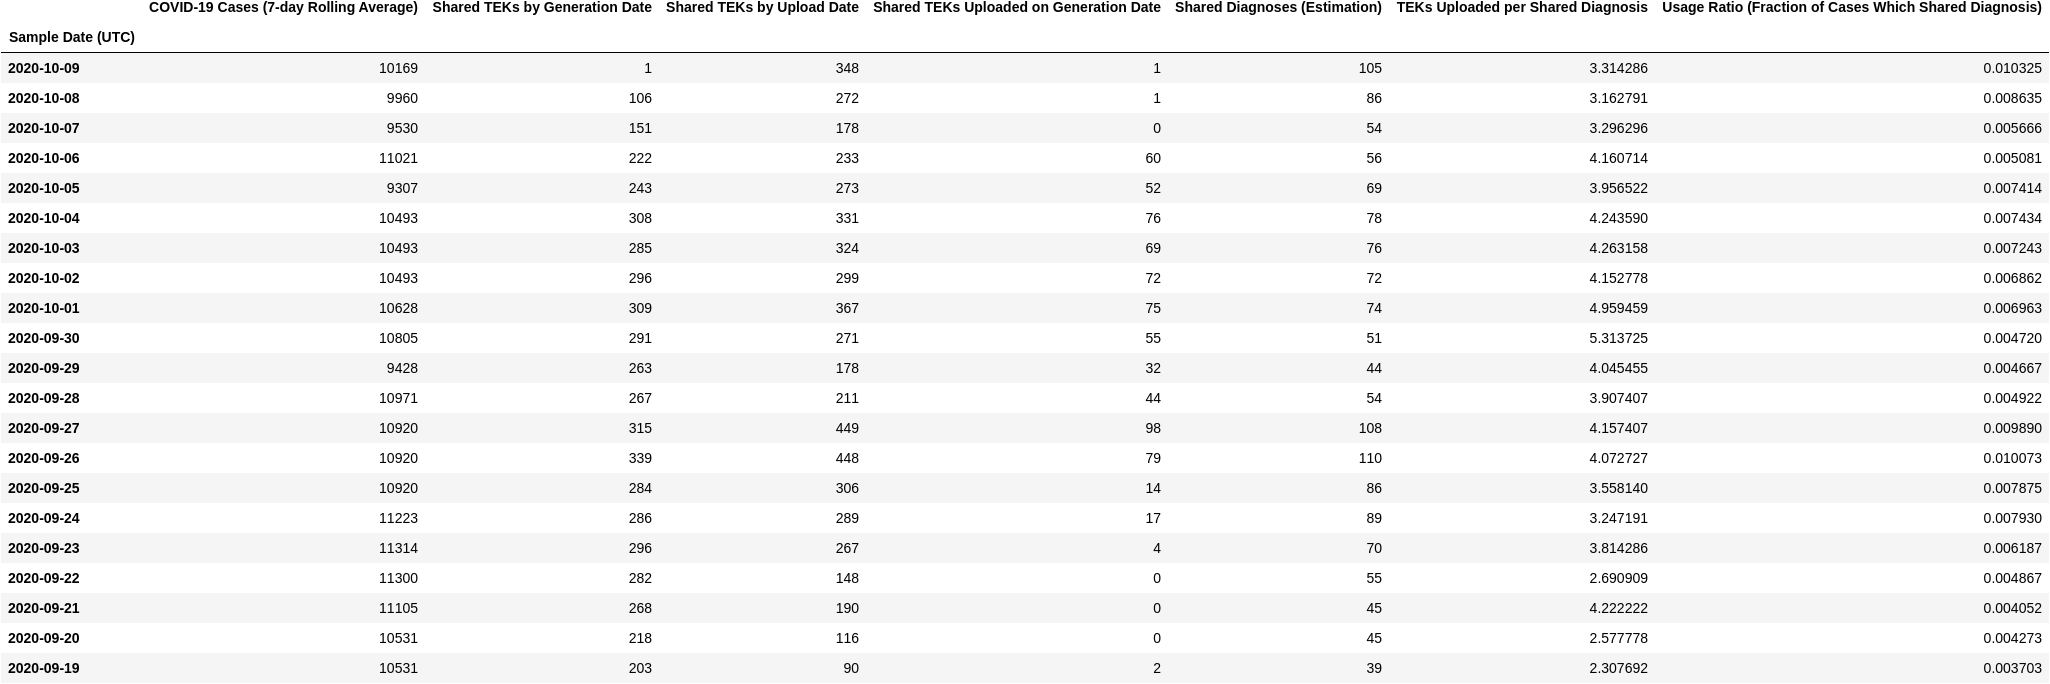 COVID-19 Cases (7-day Rolling Average) Shared TEKs by Generation Date Shared TEKs by Upload Date Shared TEKs Uploaded on Generation Date Shared Diagnoses (Estimation) TEKs Uploaded per Shared Diagnosis Usage Ratio (Fraction of Cases Which Shared Diagnosis)
Sample Date (UTC)
2020-10-09 10169 1 348 1 105 3.314286 0.010325
2020-10-08 9960 106 272 1 86 3.162791 0.008635
2020-10-07 9530 151 178 0 54 3.296296 0.005666
2020-10-06 11021 222 233 60 56 4.160714 0.005081
2020-10-05 9307 243 273 52 69 3.956522 0.007414
2020-10-04 10493 308 331 76 78 4.243590 0.007434
2020-10-03 10493 285 324 69 76 4.263158 0.007243
2020-10-02 10493 296 299 72 72 4.152778 0.006862
2020-10-01 10628 309 367 75 74 4.959459 0.006963
2020-09-30 10805 291 271 55 51 5.313725 0.004720
2020-09-29 9428 263 178 32 44 4.045455 0.004667
2020-09-28 10971 267 211 44 54 3.907407 0.004922
2020-09-27 10920 315 449 98 108 4.157407 0.009890
2020-09-26 10920 339 448 79 110 4.072727 0.010073
2020-09-25 10920 284 306 14 86 3.558140 0.007875
2020-09-24 11223 286 289 17 89 3.247191 0.007930
2020-09-23 11314 296 267 4 70 3.814286 0.006187
2020-09-22 11300 282 148 0 55 2.690909 0.004867
2020-09-21 11105 268 190 0 45 4.222222 0.004052
2020-09-20 10531 218 116 0 45 2.577778 0.004273
2020-09-19 10531 203 90 2 39 2.307692 0.003703